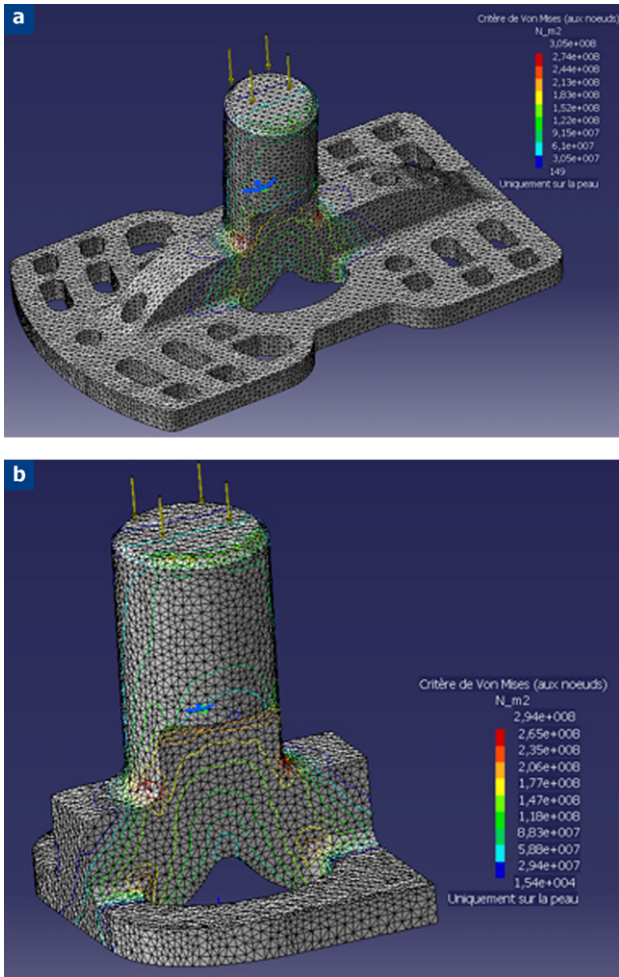 a
Critère de Von Mises (aux noeuds)
N_m2
3,05e+008
2,74e+008
2,44e+008
2,13e+008
1,83e+008
1,52e+008
1,22e+008
9,15e+007
6,1e+007
3,05e+007
149
Uniquement sur la peau
b
Critère de Von Mises (aux noeuds)
N_m2
2,94e+008
2,65e+008
2,35e+008
2,06e+008
1,77e+008
1,47e+008
1,18e+008
8,83e+007
5,88e+007
2,94e+007
1,54e+004
Uniquement sur la peau